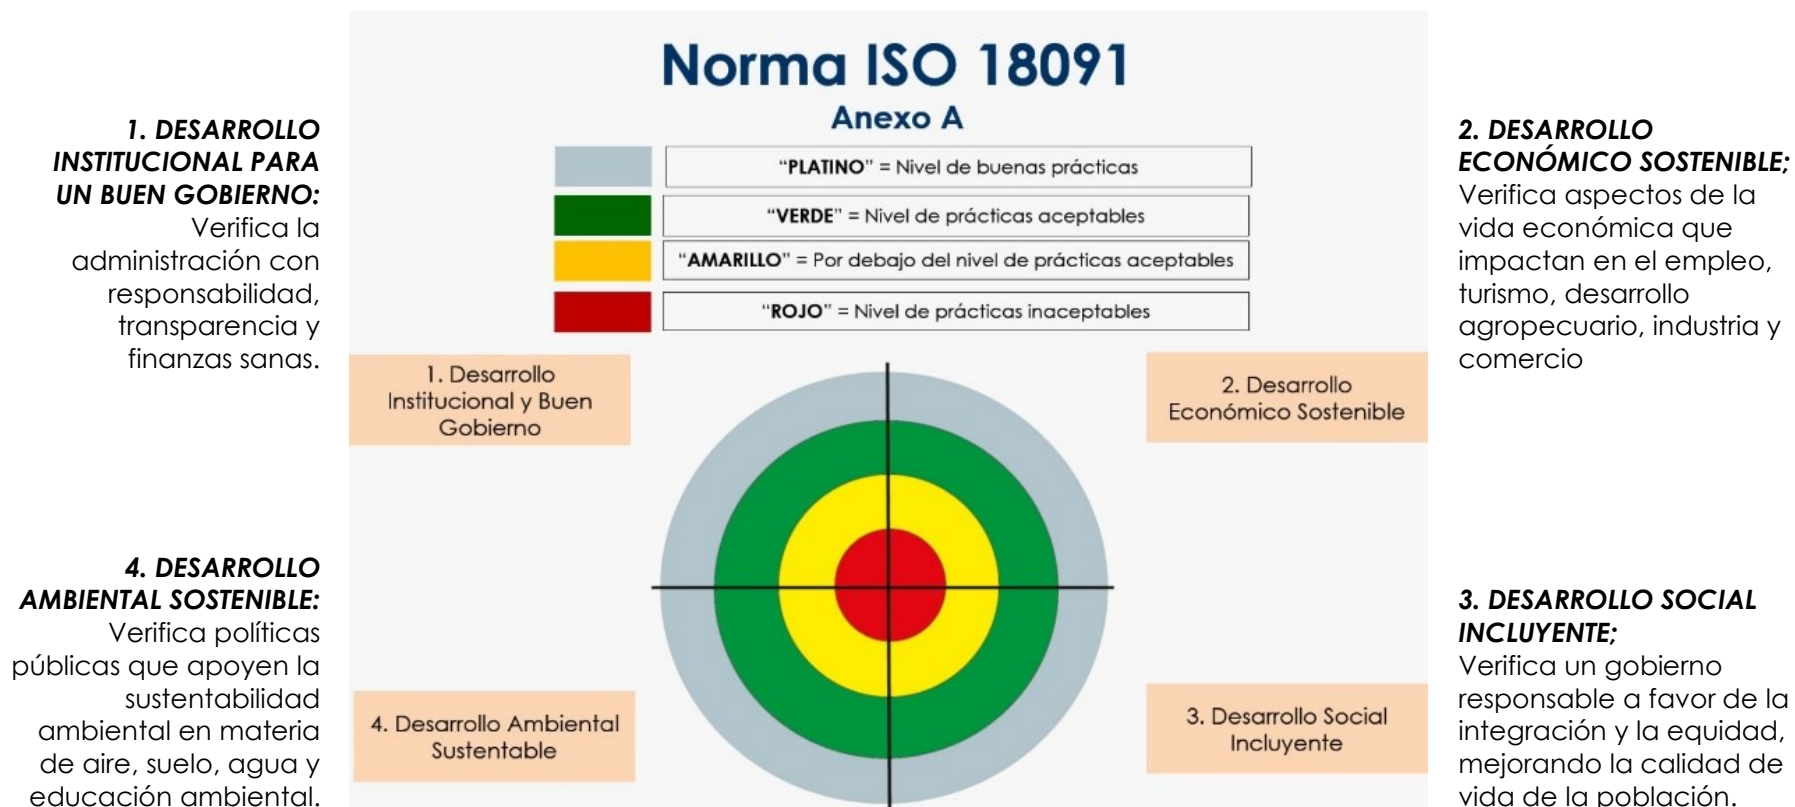 Norma ISO 18091
Anexo A
“PLATINO” = Nivel de buenas prácticas
“VERDE” = Nivel de prácticas aceptables
“AMARILLO” = Por debajo del nivel de prácticas aceptables
“ROJO” = Nivel de prácticas inaceptables
1. DESARROLLO
INSTITUCIONAL PARA
UN BUEN GOBIERNO:
Verifica la
administración con
responsabilidad,
transparencia y
finanzas sanas.
2. DESARROLLO
ECONÓMICO SOSTENIBLE;
Verifica aspectos de la
vida económica que
impactan en el empleo,
turismo, desarrollo
agropecuario, industria y
comercio
1. Desarrollo
Institucional y Buen
Gobierno
2. Desarrollo
Económico Sostenible
4. DESARROLLO
AMBIENTAL SOSTENIBLE:
Verifica políticas
públicas que apoyen la
sustentabilidad
ambiental en materia
de aire, suelo, agua y
educación ambiental.
4. Desarrollo Ambiental
Sustentable
3. Desarrollo Social
Incluyente
3. DESARROLLO SOCIAL
INCLUYENTE;
Verifica un gobierno
responsable a favor de la
integración y la equidad,
mejorando la calidad de
vida de la población.